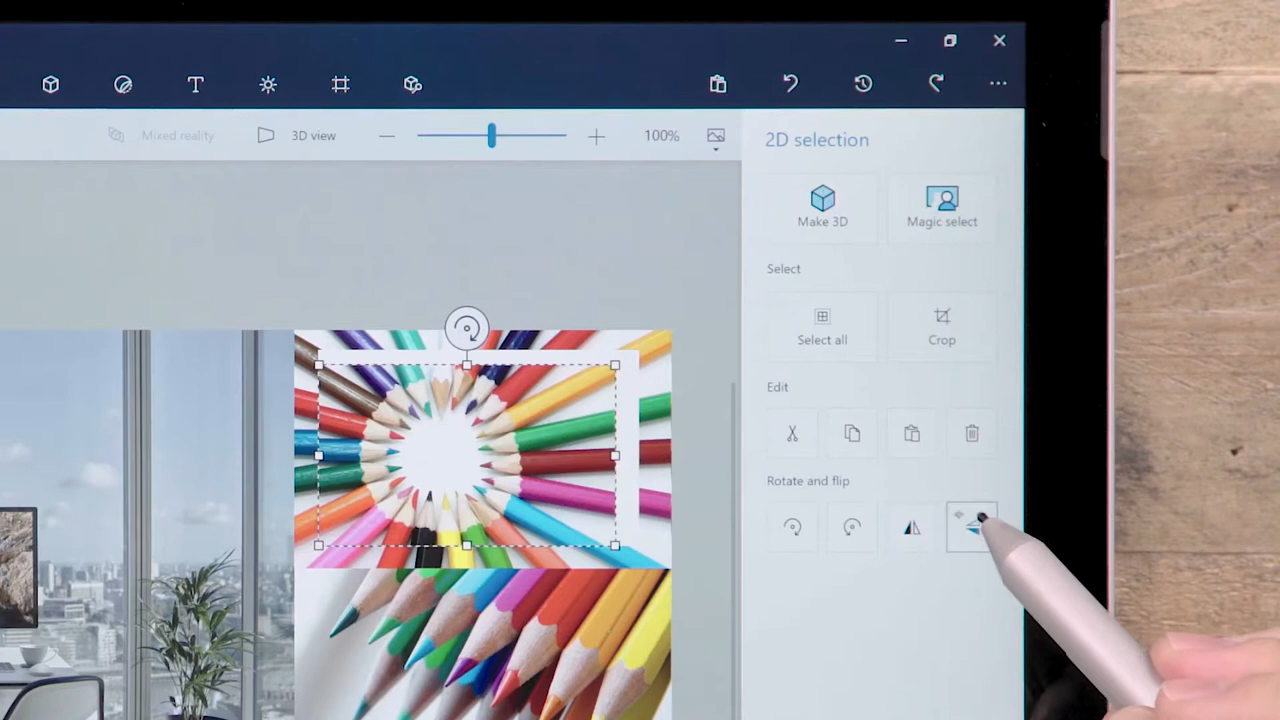 T
Mixed reality
3D view
100%
2D selection
Make 3D
Magic select
Select
Select all
Crop
Edit
Rotate and flip